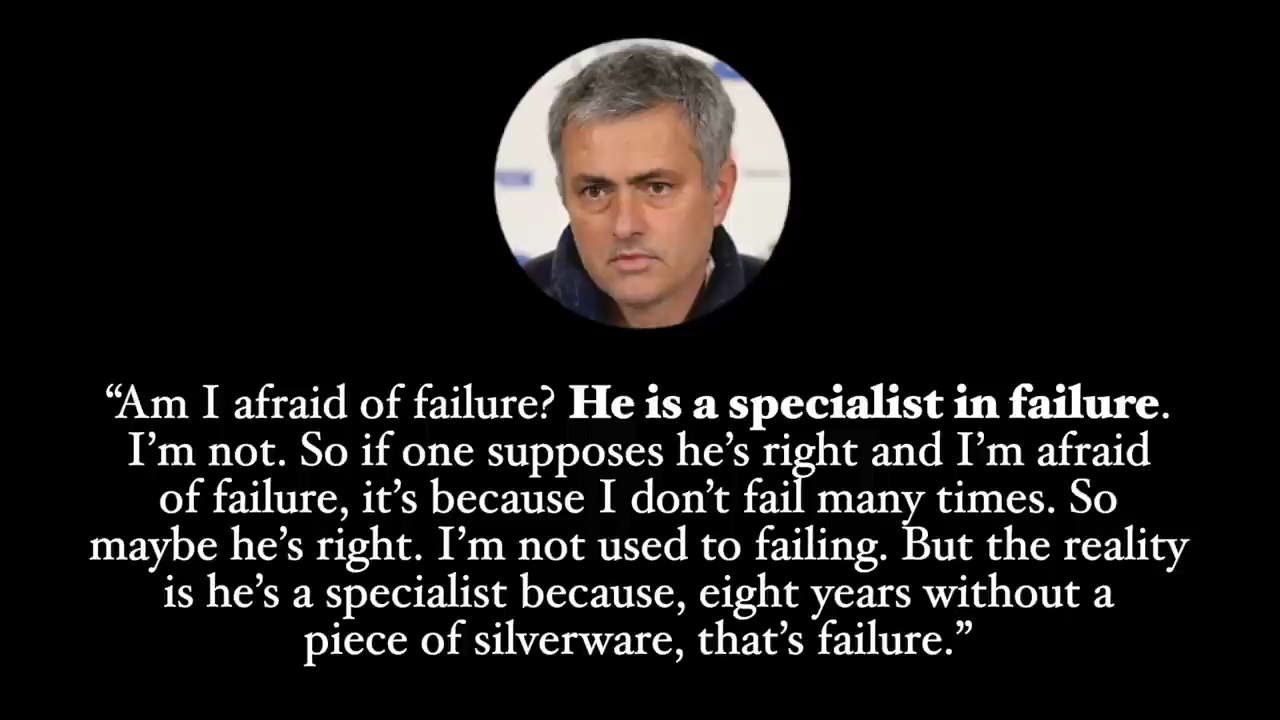 “Am I afraid of failure? He is a specialist in failure.
I’m not. So if one supposes he’s right and I’m afraid
of failure, it’s because I don’t fail many times. So
maybe he’s right. I’m not used to failing. But the reality
is he’s a specialist because, eight years without a
piece of silverware, that’s failure.”